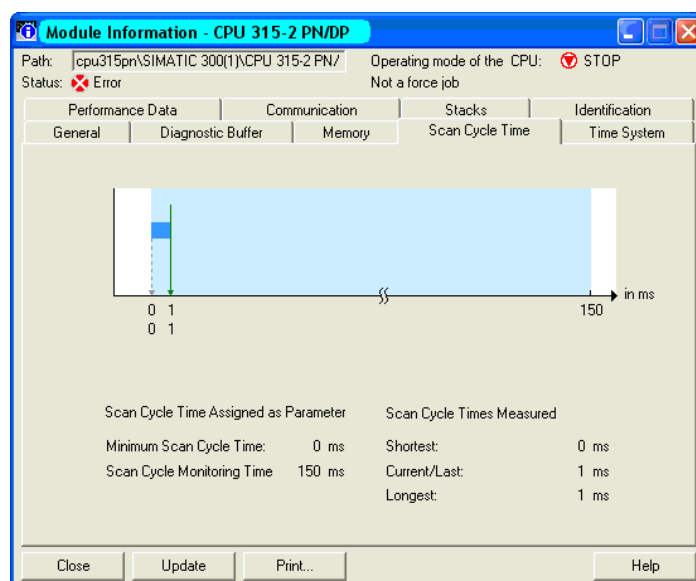 Module Information - CPU 315-2 PN/DP
Path: cpu315pn\SIMATIC 300(1)\CPU 315-2 PN/ Operating mode of the CPU: STOP
Status: Error Not a force job
Performance Data Communication Stacks Identification
General Diagnostic Buffer Memory Scan Cycle Time Time System
in ms
0 1 150
0 1
Scan Cycle Time Assigned as Parameter Scan Cycle Times Measured
Minimum Scan Cycle Time: 0 ms Shortest: 0 ms
Scan Cycle Monitoring Time 150 ms Current/Last: 1 ms
Longest: 1 ms
Close Update Print... Help